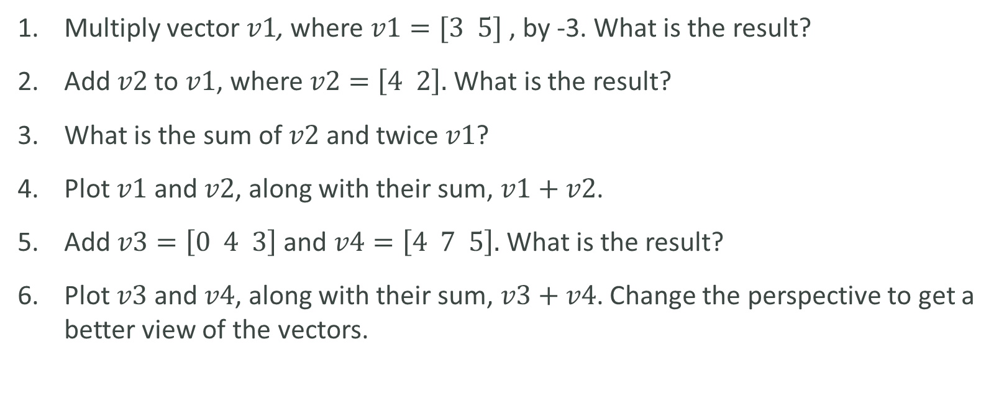 1. Multiply vector v1, where v1 = [3 5] , by -3. What is the result?
2. Add v2 to v1, where v2 = [4 2]. What is the result?
3. What is the sum of v2 and twice v1?
4. Plot v1 and v2, along with their sum, v1 + v2.
5. Add v3 = [0 4 3] and v4 = [4 7 5]. What is the result?
6. Plot v3 and v4, along with their sum, v3 + v4. Change the perspective to get a
better view of the vectors.